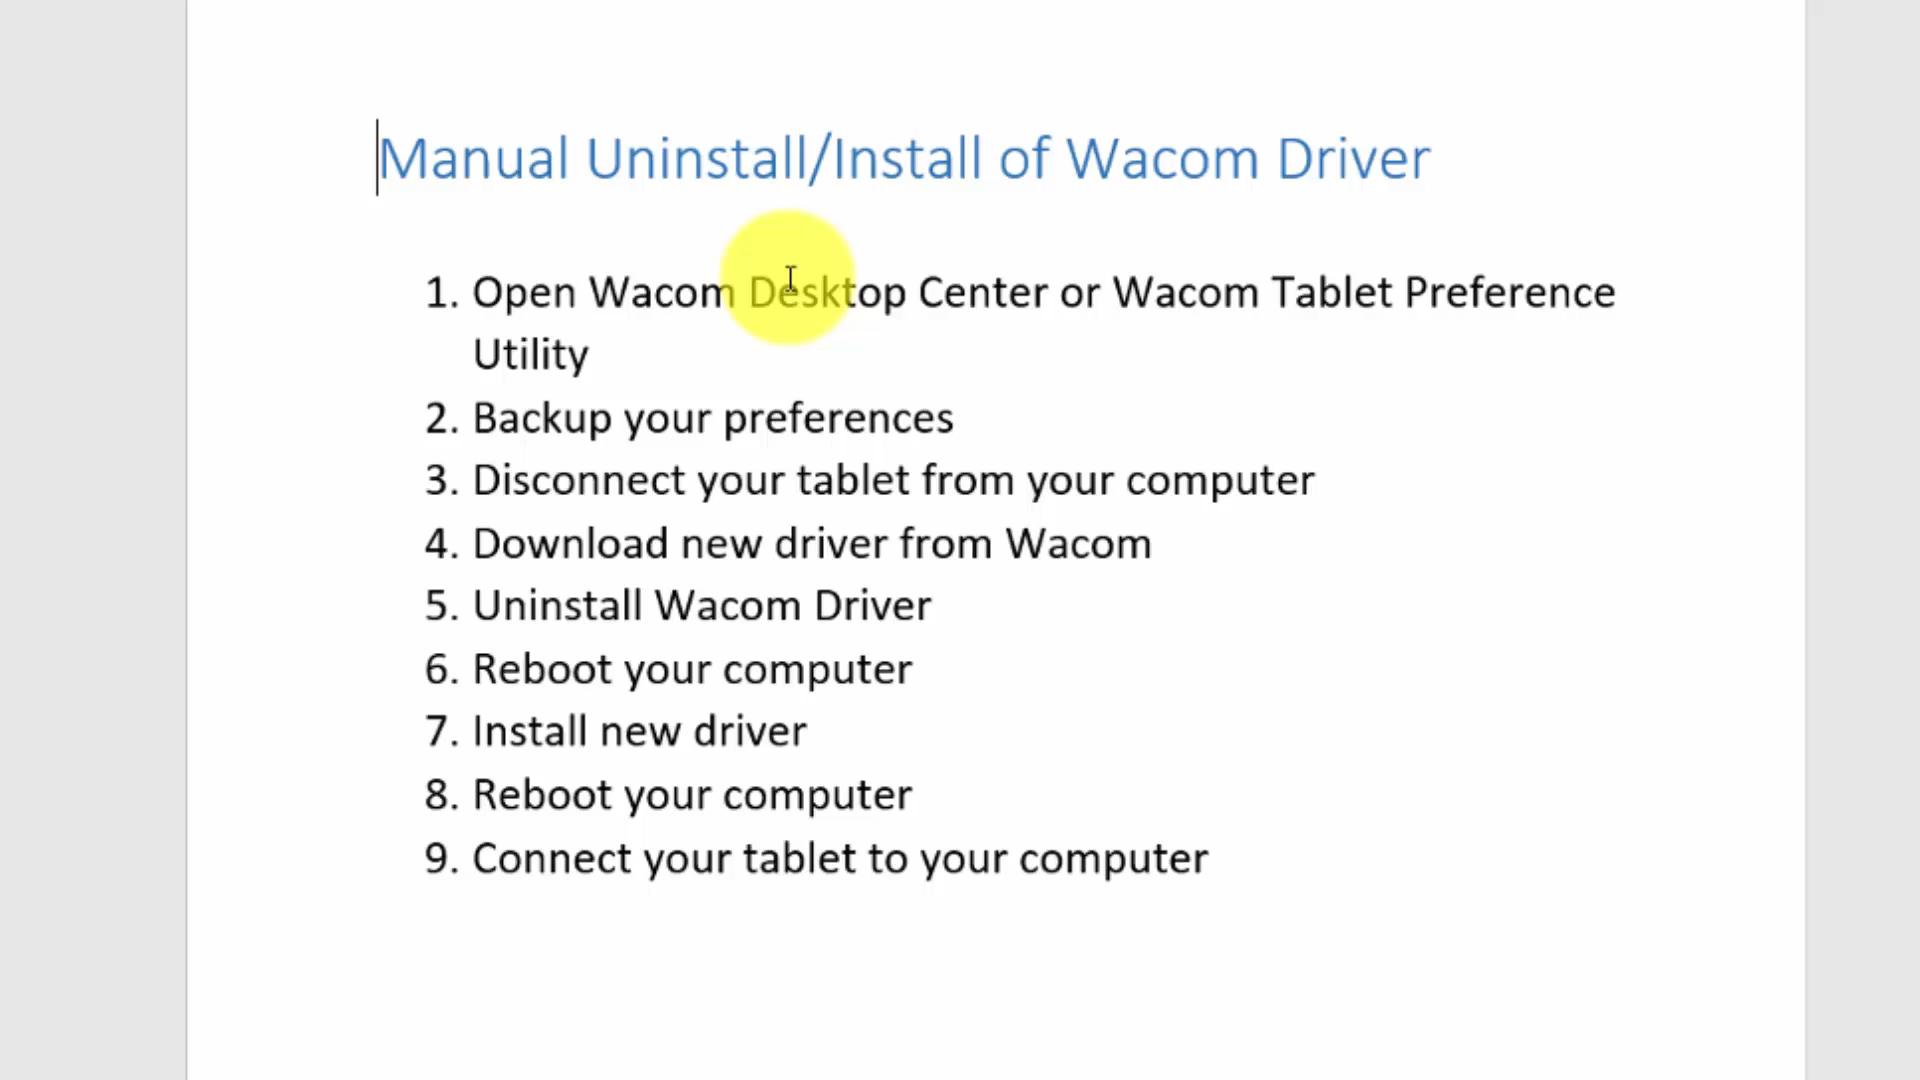 Manual Uninstall/Install of Wacom Driver
1. Open Wacom Desktop Center or Wacom Tablet Preference
Utility
2. Backup your preferences
3. Disconnect your tablet from your computer
4. Download new driver from Wacom
5. Uninstall Wacom Driver
6. Reboot your computer
7. Install new driver
8. Reboot your computer
9. Connect your tablet to your computer